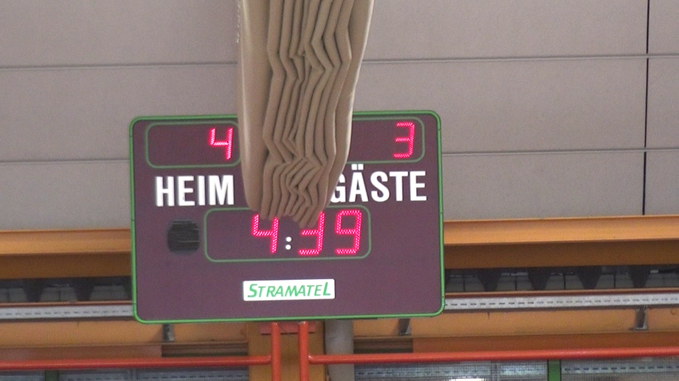 4 3
HEIM GÄSTE
4:39
STRAMATEL